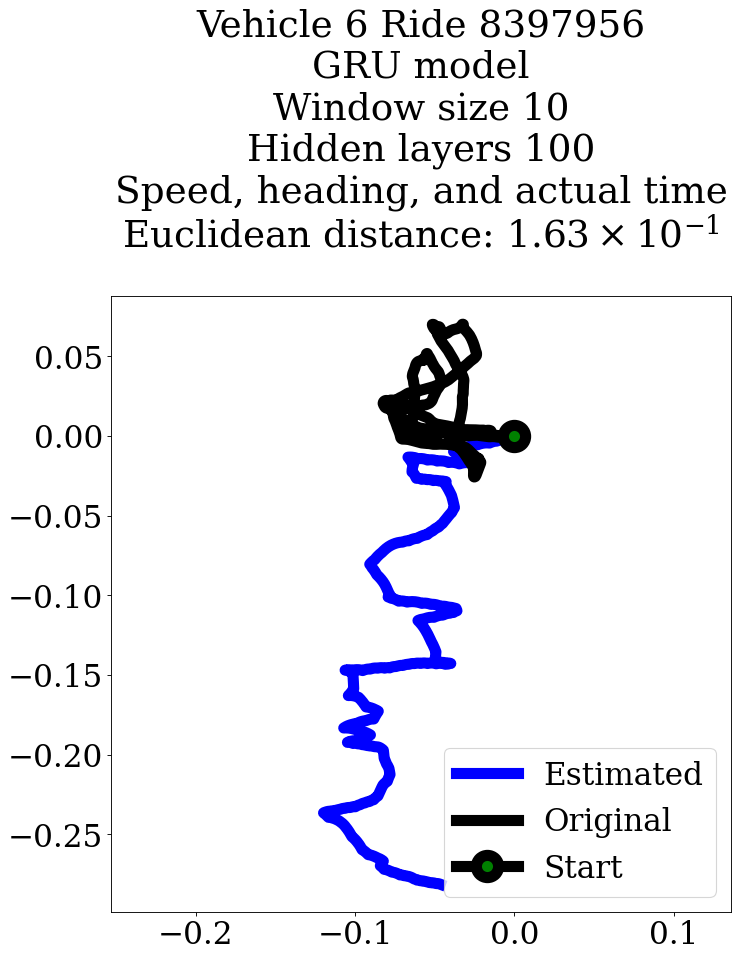 Vehicle 6 Ride 8397956
GRU model
Window size 10
Hidden layers 100
Speed, heading, and actual time
Euclidean distance: 1.63 × 10⁻¹
0.05
0.00
−0.05
−0.10
−0.15
−0.20
−0.25
Estimated
Original
Start
−0.2 −0.1 0.0 0.1